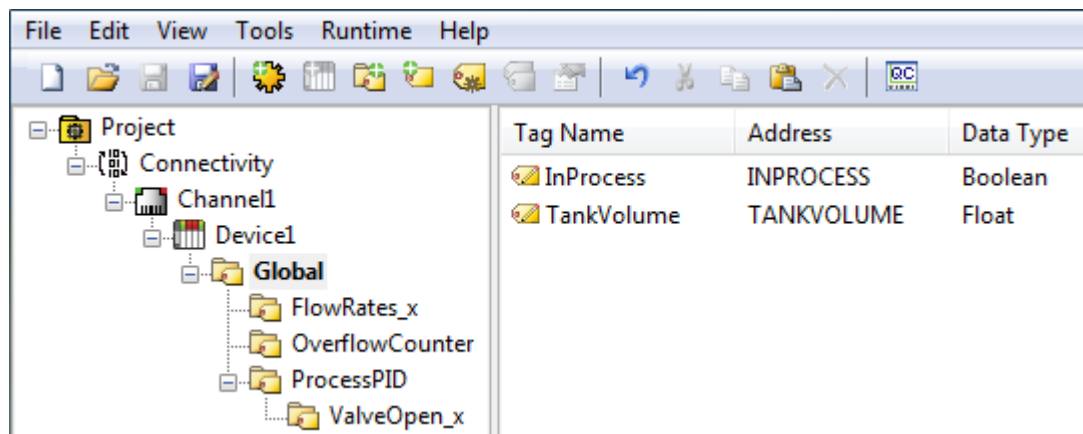 File Edit View Tools Runtime Help
QC
Project
Connectivity
Channel1
Device1
Global
FlowRates_x
OverflowCounter
ProcessPID
ValveOpen_x
Tag Name Address Data Type
InProcess INPROCESS Boolean
TankVolume TANKVOLUME Float